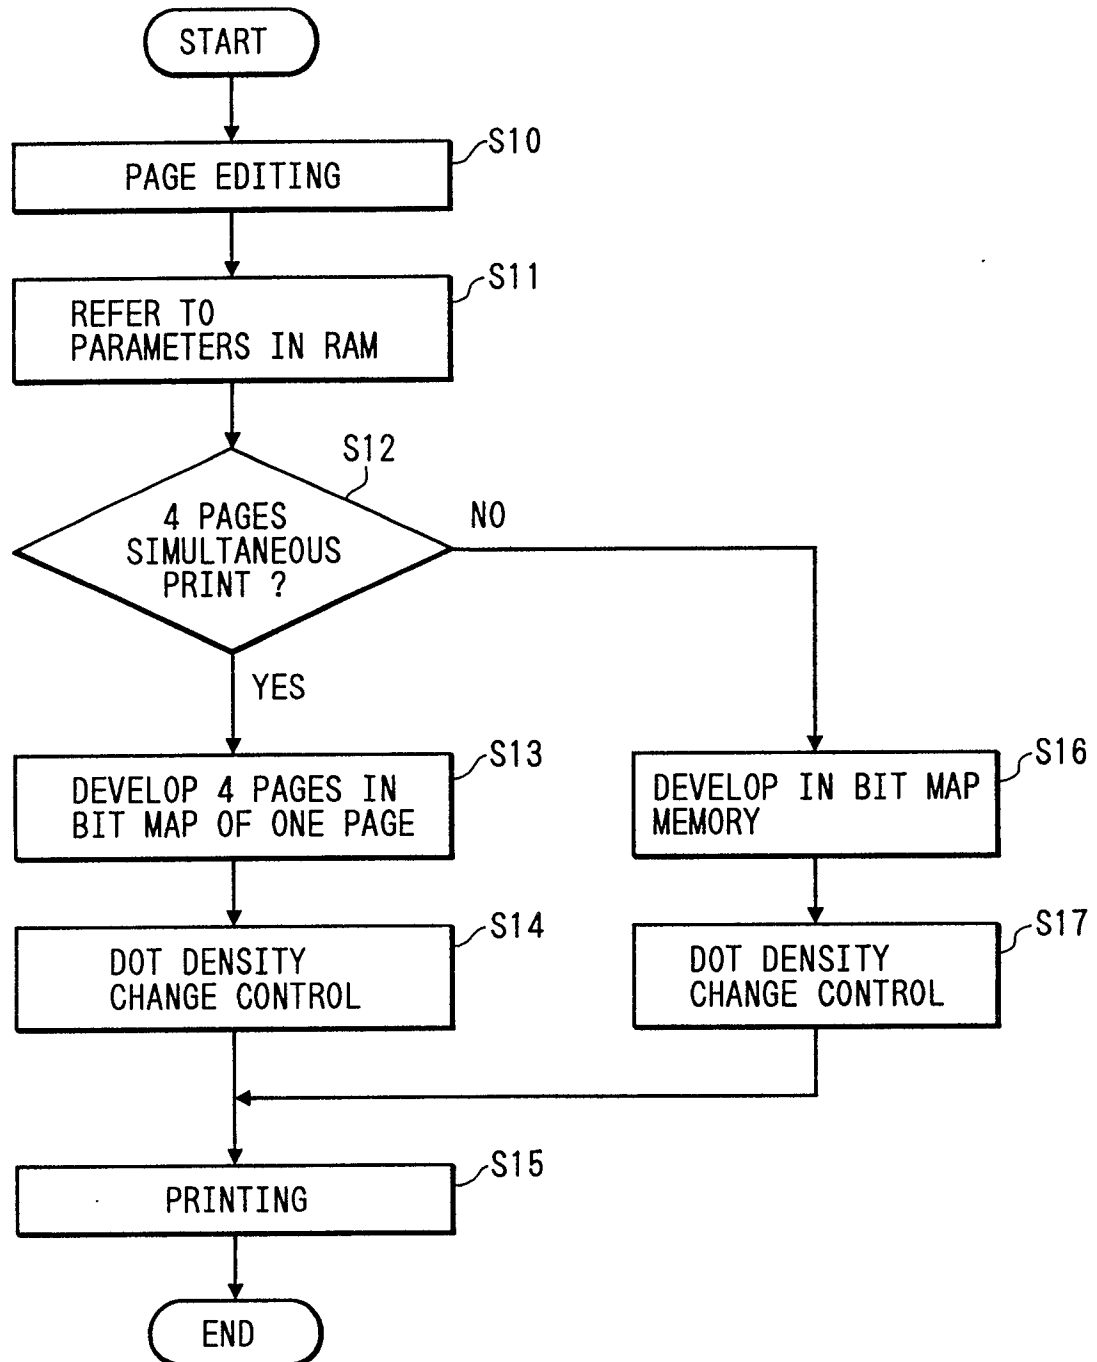 START
S10
PAGE EDITING
S11
REFER TO
PARAMETERS IN RAM
S12
4 PAGES
SIMULTANEOUS
PRINT ?
NO
YES
S13
DEVELOP 4 PAGES IN
BIT MAP OF ONE PAGE
S16
DEVELOP IN BIT MAP
MEMORY
S14
DOT DENSITY
CHANGE CONTROL
S17
DOT DENSITY
CHANGE CONTROL
S15
PRINTING
END